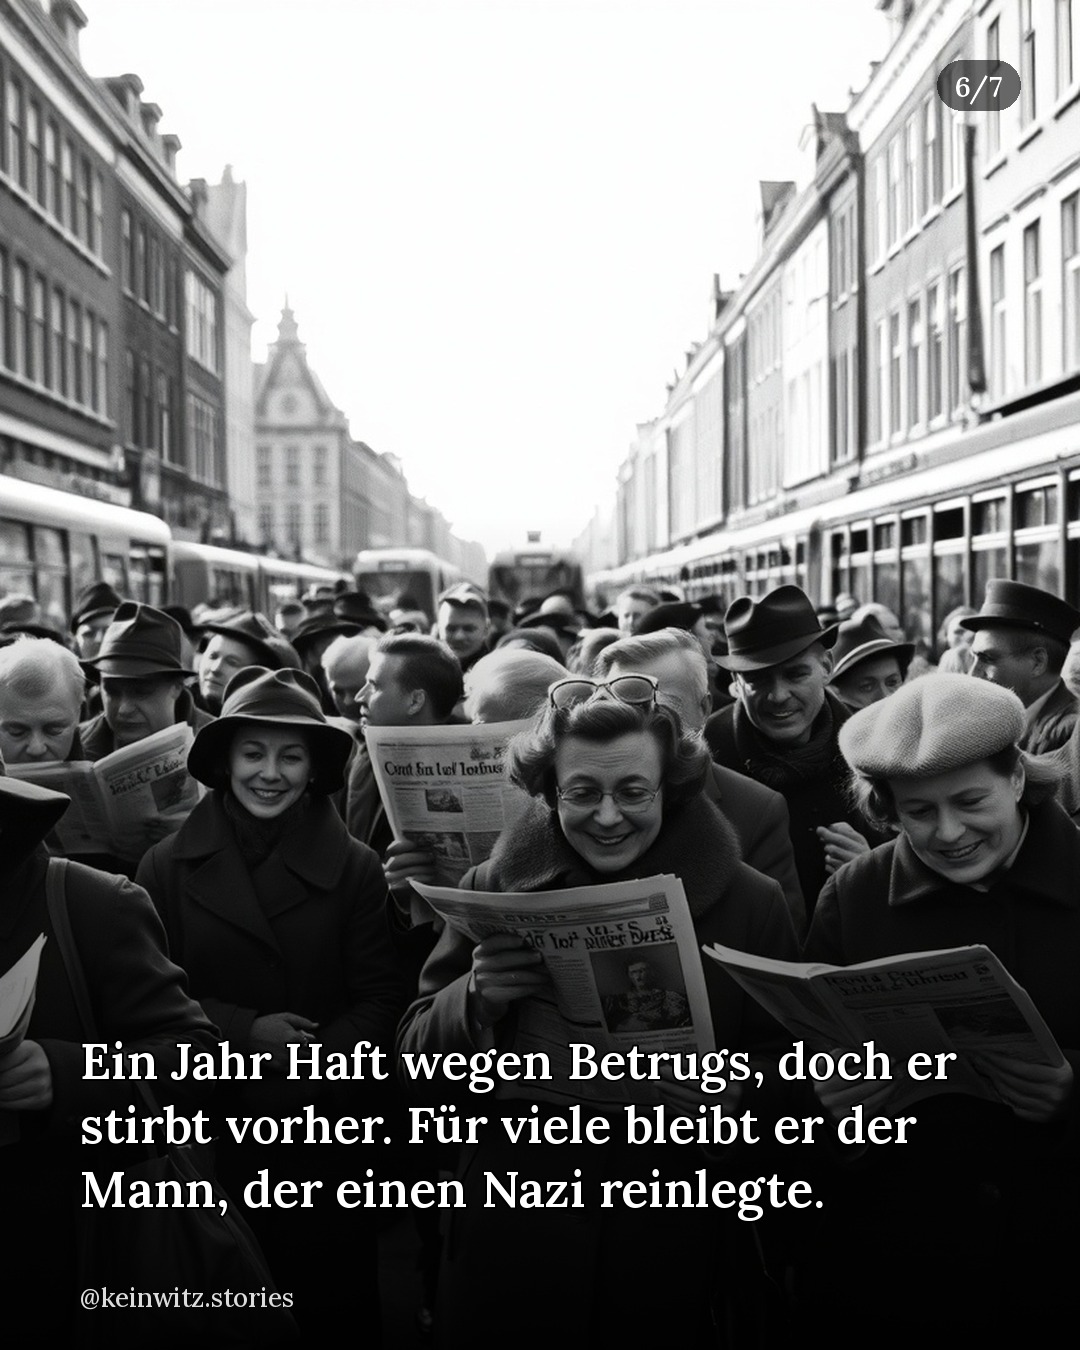 6/7
Ein Jahr Haft wegen Betrugs, doch er
stirbt vorher. Für viele bleibt er der
Mann, der einen Nazi reinlegte.
@keinwitz.stories